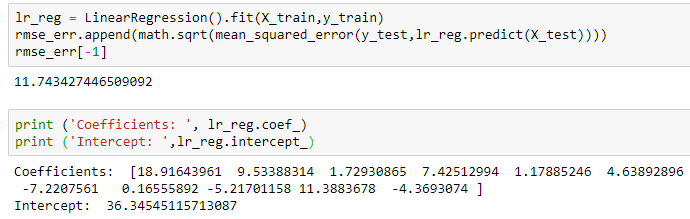 lr_reg = LinearRegression().fit(X_train,y_train)
rmse_err.append(math.sqrt(mean_squared_error(y_test,lr_reg.predict(X_test))))
rmse_err[-1]
11.743427446509092
print ('Coefficients: ', lr_reg.coef_)
print ('Intercept: ',lr_reg.intercept_)
Coefficients:  [18.91643961  9.53388314  1.72930865  7.42512994  1.17885246  4.63892896
 -7.2207561   0.16555892 -5.21701158 11.3883678  -4.3693074 ]
Intercept:  36.34545115713087